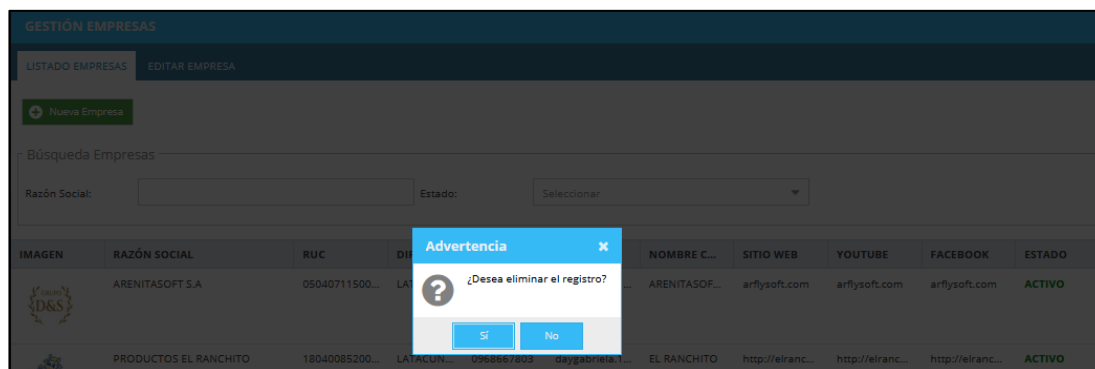 GESTIÓN EMPRESAS
LISTADO EMPRESAS EDITAR EMPRESA
Nueva Empresa
Búsqueda Empresas
Razón Social: Estado: Seleccionar
Advertencia
¿Desea eliminar el registro?
Sí No
IMAGEN RAZÓN SOCIAL RUC NOMBRE C... SITIO WEB YOUTUBE FACEBOOK ESTADO
GRUPO
D&S
ARENITASOFT S.A 05040711500... ARENITASOF... arflysoft.com arflysoft.com arflysoft.com ACTIVO
PRODUCTOS EL RANCHITO 18040085200... LATACUN... 0968667803 daygabriela.1... EL RANCHITO http://elranc... http://elranc... http://elranc... ACTIVO